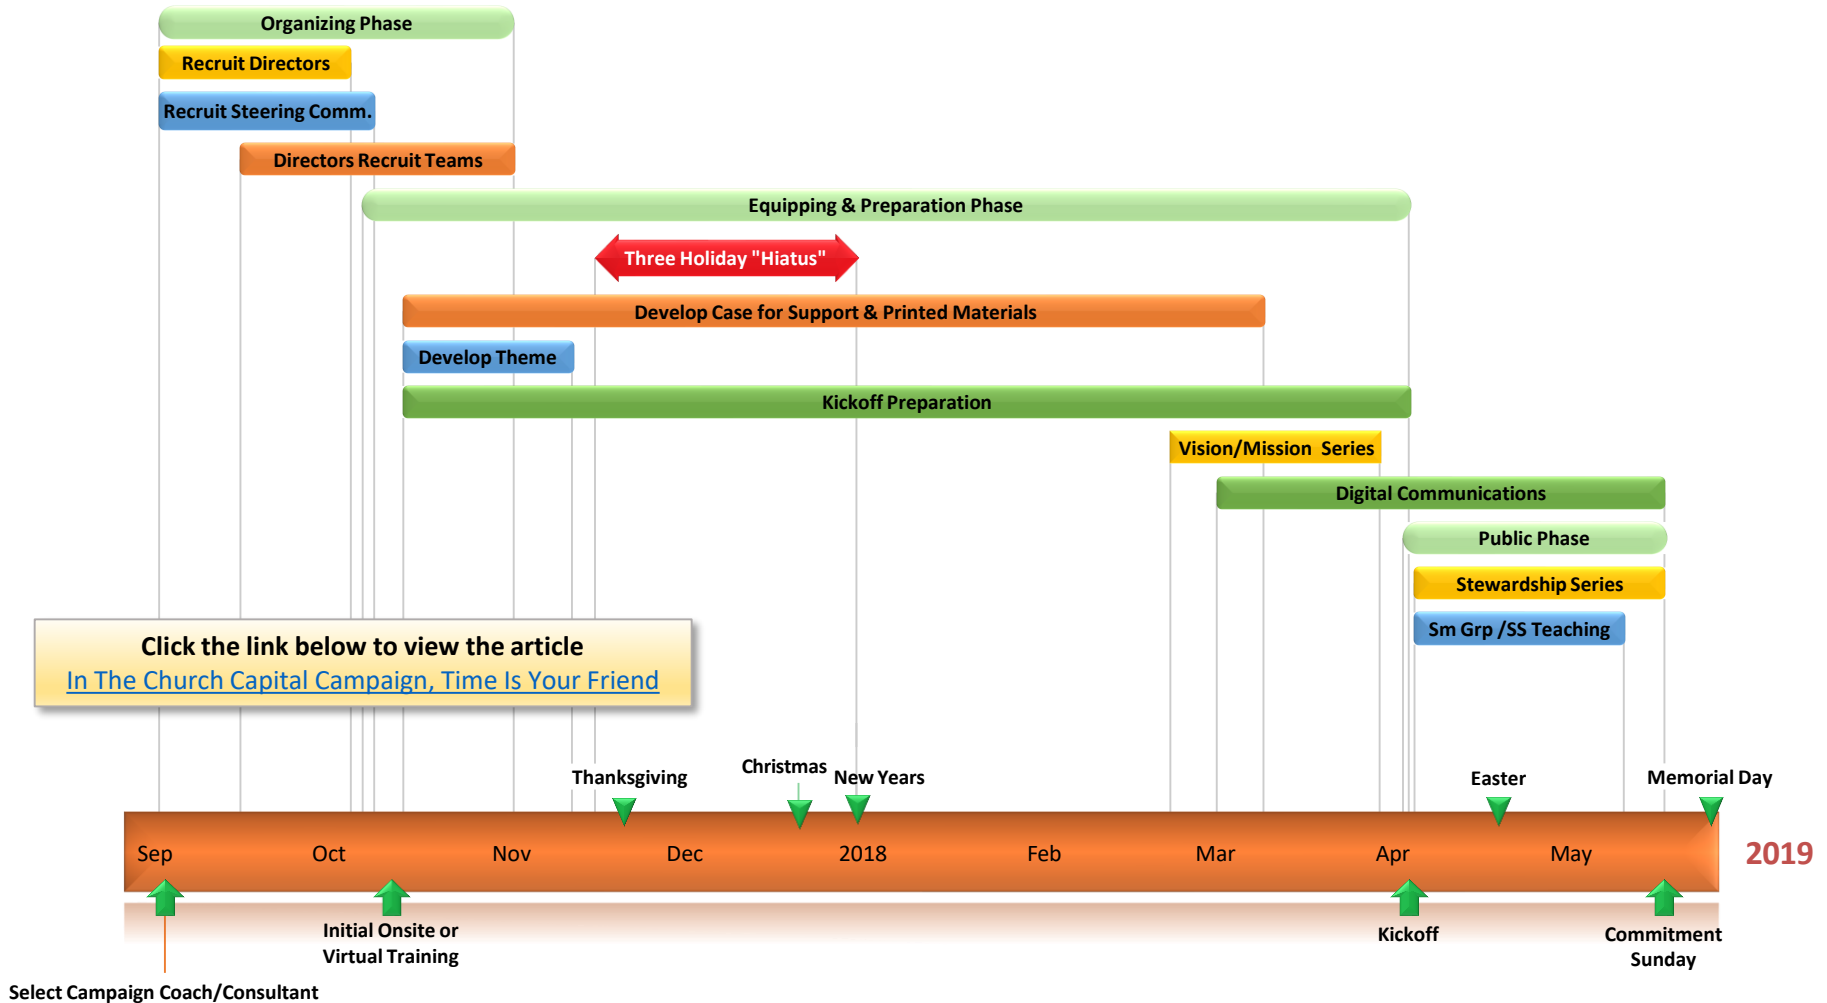 Organizing Phase
Recruit Directors
Recruit Steering Comm.
Directors Recruit Teams
Equipping & Preparation Phase
Three Holiday "Hiatus"
Develop Case for Support & Printed Materials
Develop Theme
Kickoff Preparation
Vision/Mission  Series
Digital Communications
Public Phase
Stewardship Series
Sm Grp /SS Teaching
Click the link below to view the article
In The Church Capital Campaign, Time Is Your Friend
Thanksgiving
Christmas
New Years
Easter
Memorial Day
Sep
Oct
Nov
Dec
2018
Feb
Mar
Apr
May
2019
Initial Onsite or
Virtual Training
Kickoff
Commitment
Sunday
Select Campaign Coach/Consultant